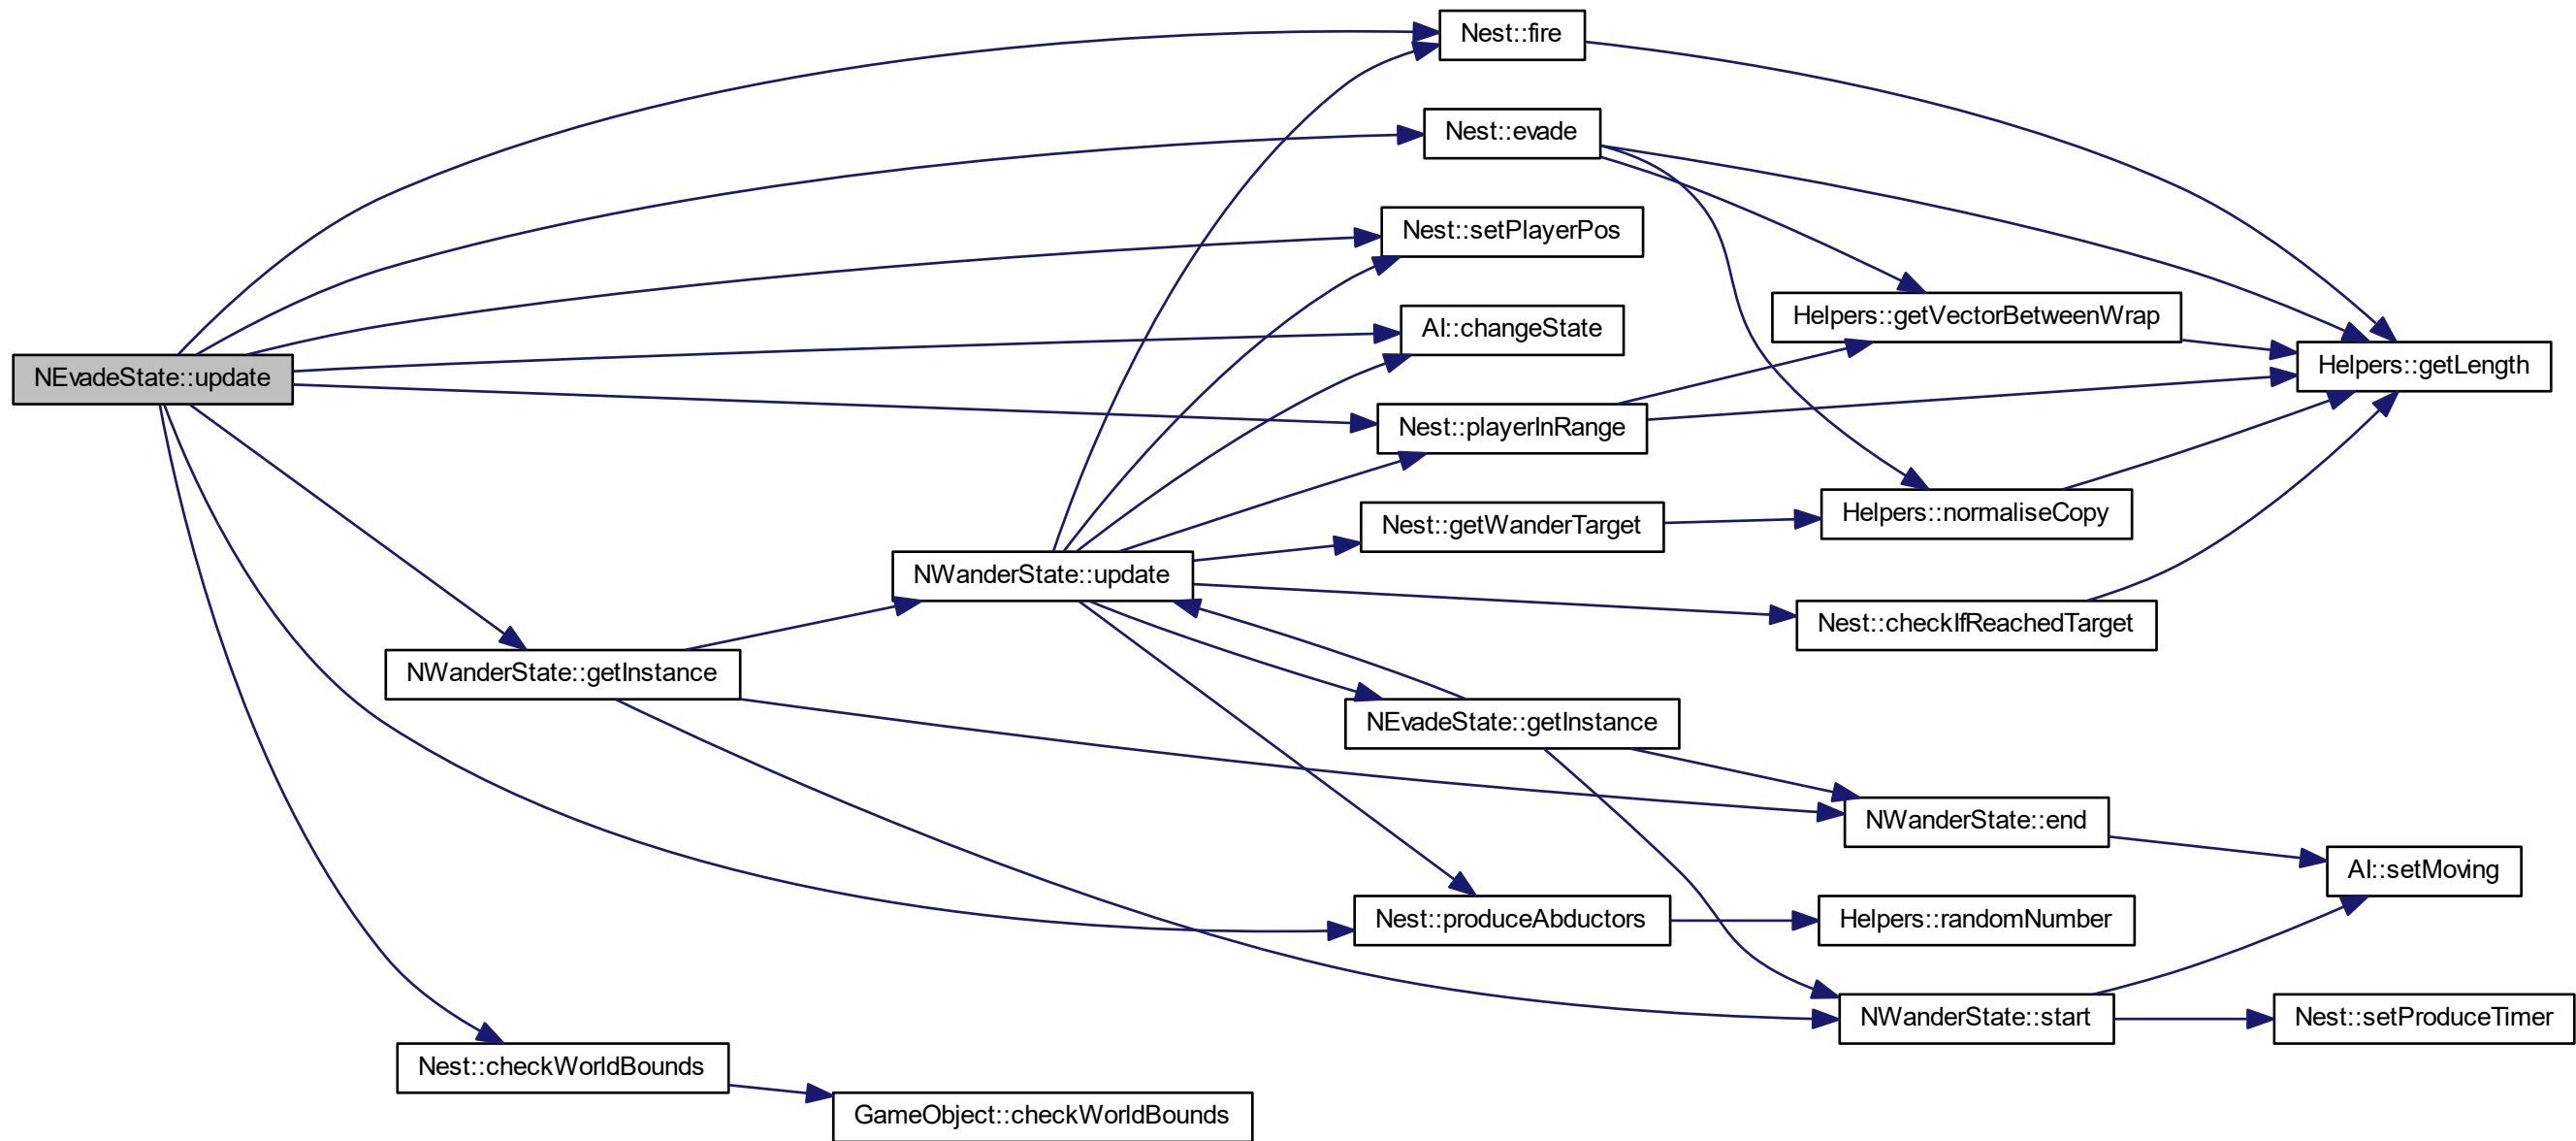 Nest::fire
Nest::evade
Nest::setPlayerPos
AI::changeState
Helpers::getVectorBetweenWrap
NEvadeState::update
Helpers::getLength
Nest::playerInRange
Nest::getWanderTarget
Helpers::normaliseCopy
NWanderState::update
Nest::checkIfReachedTarget
NWanderState::getInstance
NEvadeState::getInstance
NWanderState::end
AI::setMoving
Nest::produceAbductors
Helpers::randomNumber
NWanderState::start
Nest::setProduceTimer
Nest::checkWorldBounds
GameObject::checkWorldBounds